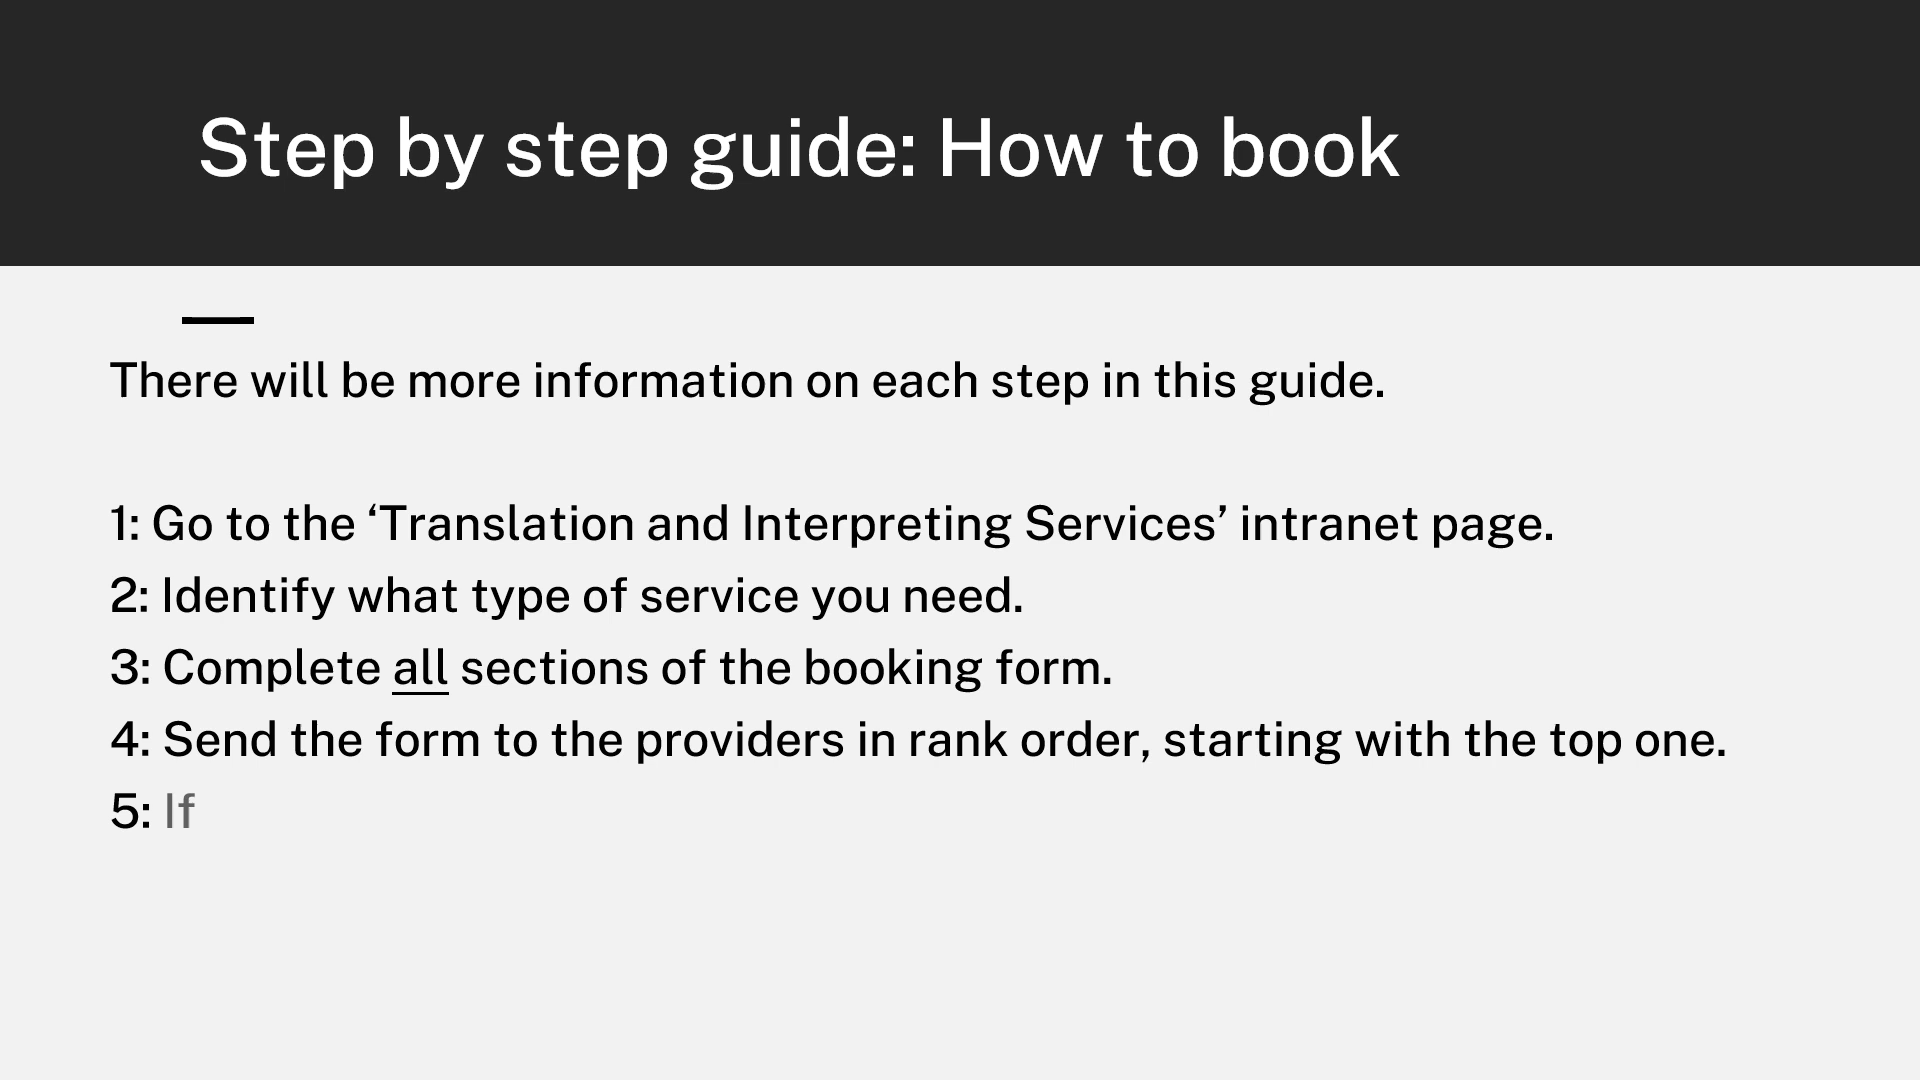 Step by step guide: How to book
There will be more information on each step in this guide.
1: Go to the ‘Translation and Interpreting Services’ intranet page.
2: Identify what type of service you need.
3: Complete all sections of the booking form.
4: Send the form to the providers in rank order, starting with the top one.
5: If